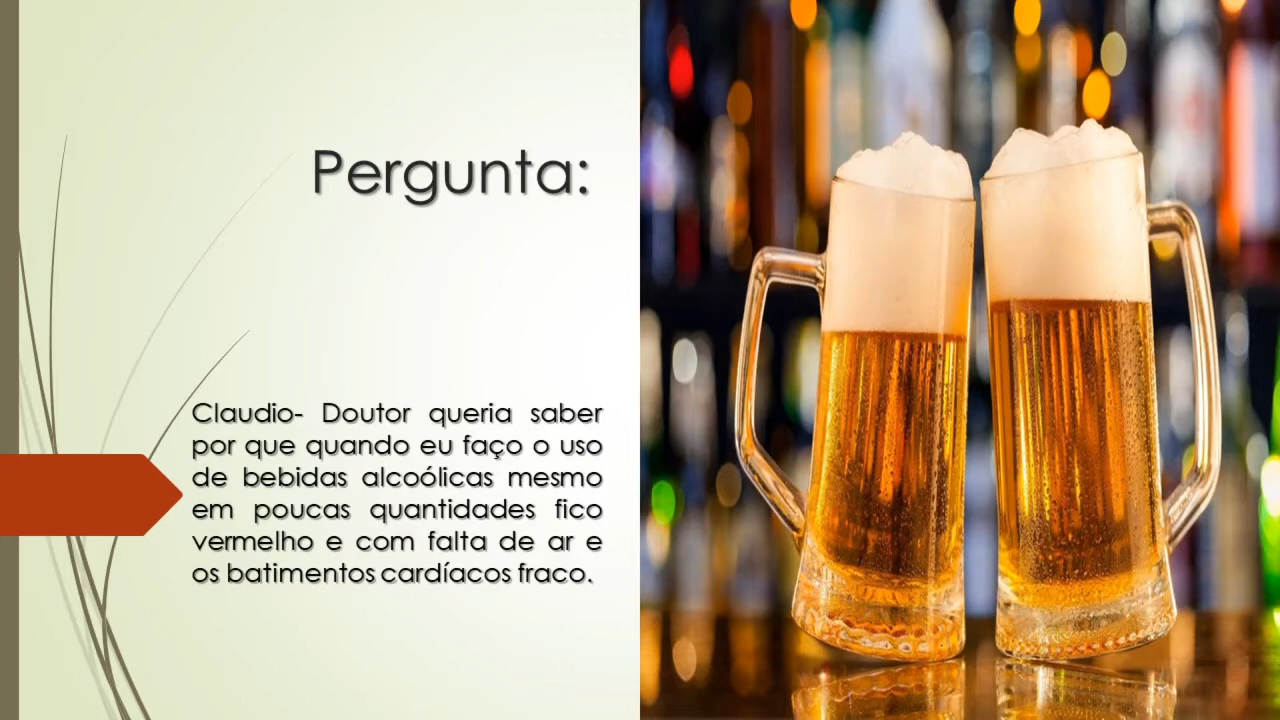 Pergunta:
Claudio- Doutor queria saber
por que quando eu faço o uso
de bebidas alcoólicas mesmo
em poucas quantidades fico
vermelho e com falta de ar e
os batimentos cardíacos fraco.